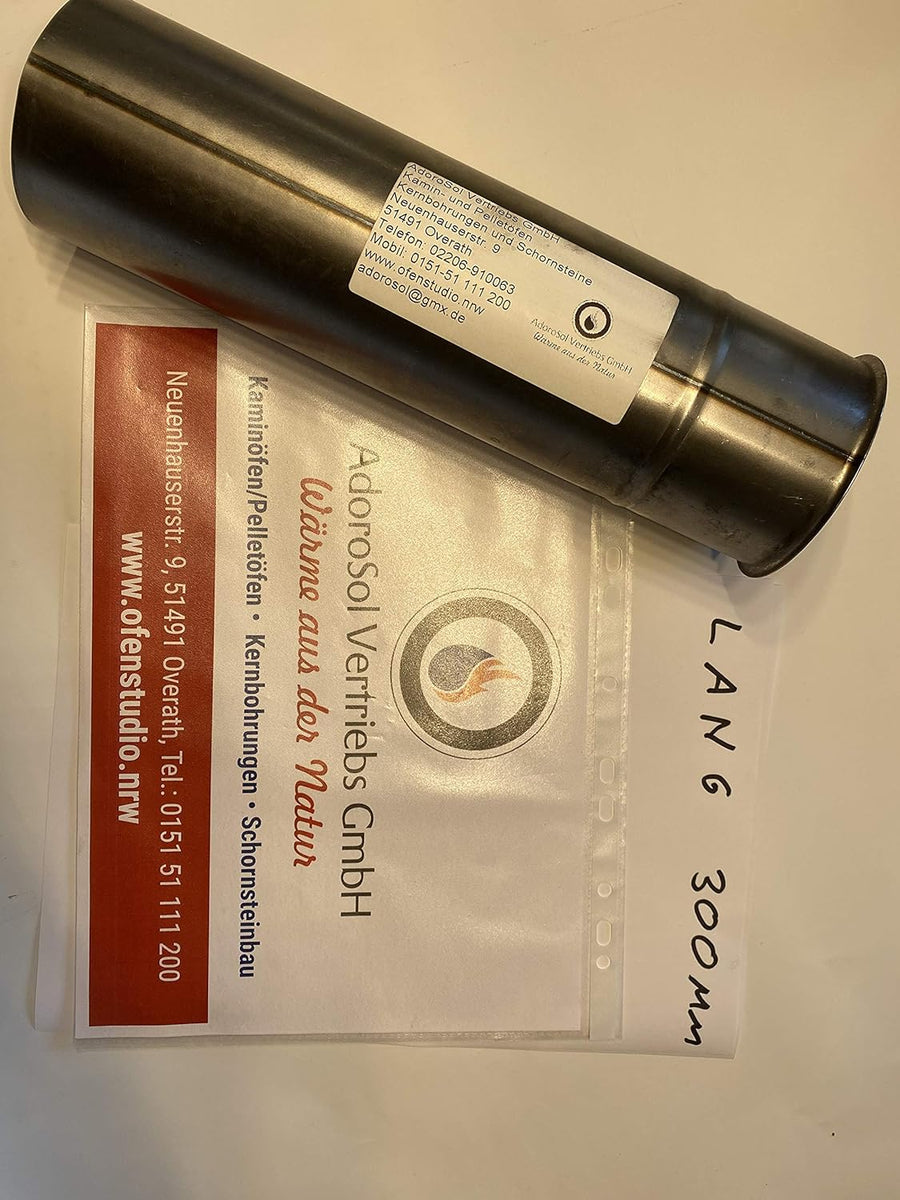 AdoroSol Vertriebs GmbH
Kamin- und Pelletöfen
Kernbohrungen und Schornsteine
Neuenhauserstr. 9
51491 Overath
Telefon: 02206-910063
Mobil: 0151-51 111 200
www.ofenstudio.nrw
adorosol@gmx.de
AdoroSol Vertriebs GmbH
Wärme aus der Natur
LANG 300MM
AdoroSol Vertriebs GmbH
Wärme aus der Natur
Kaminöfen/Pelletöfen • Kernbohrungen • Schornsteinbau
Neuenhauserstr. 9, 51491 Overath, Tel.: 0151 51 111 200
www.ofenstudio.nrw